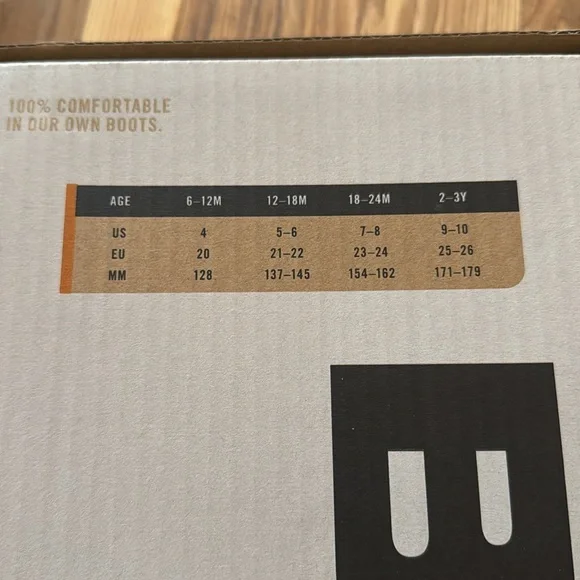 100% COMFORTABLE
IN OUR OWN BOOTS.
AGE 6–12M 12–18M 18–24M 2–3Y
US 4 5–6 7–8 9–10
EU 20 21–22 23–24 25–26
MM 128 137–145 154–162 171–179